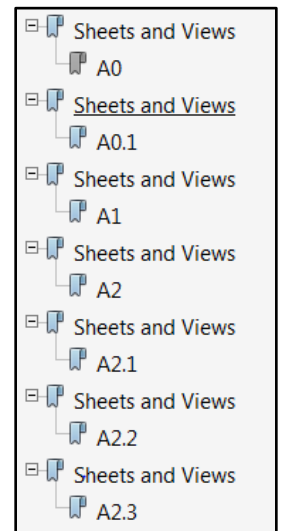 Sheets and Views
A0
Sheets and Views
A0.1
Sheets and Views
A1
Sheets and Views
A2
Sheets and Views
A2.1
Sheets and Views
A2.2
Sheets and Views
A2.3